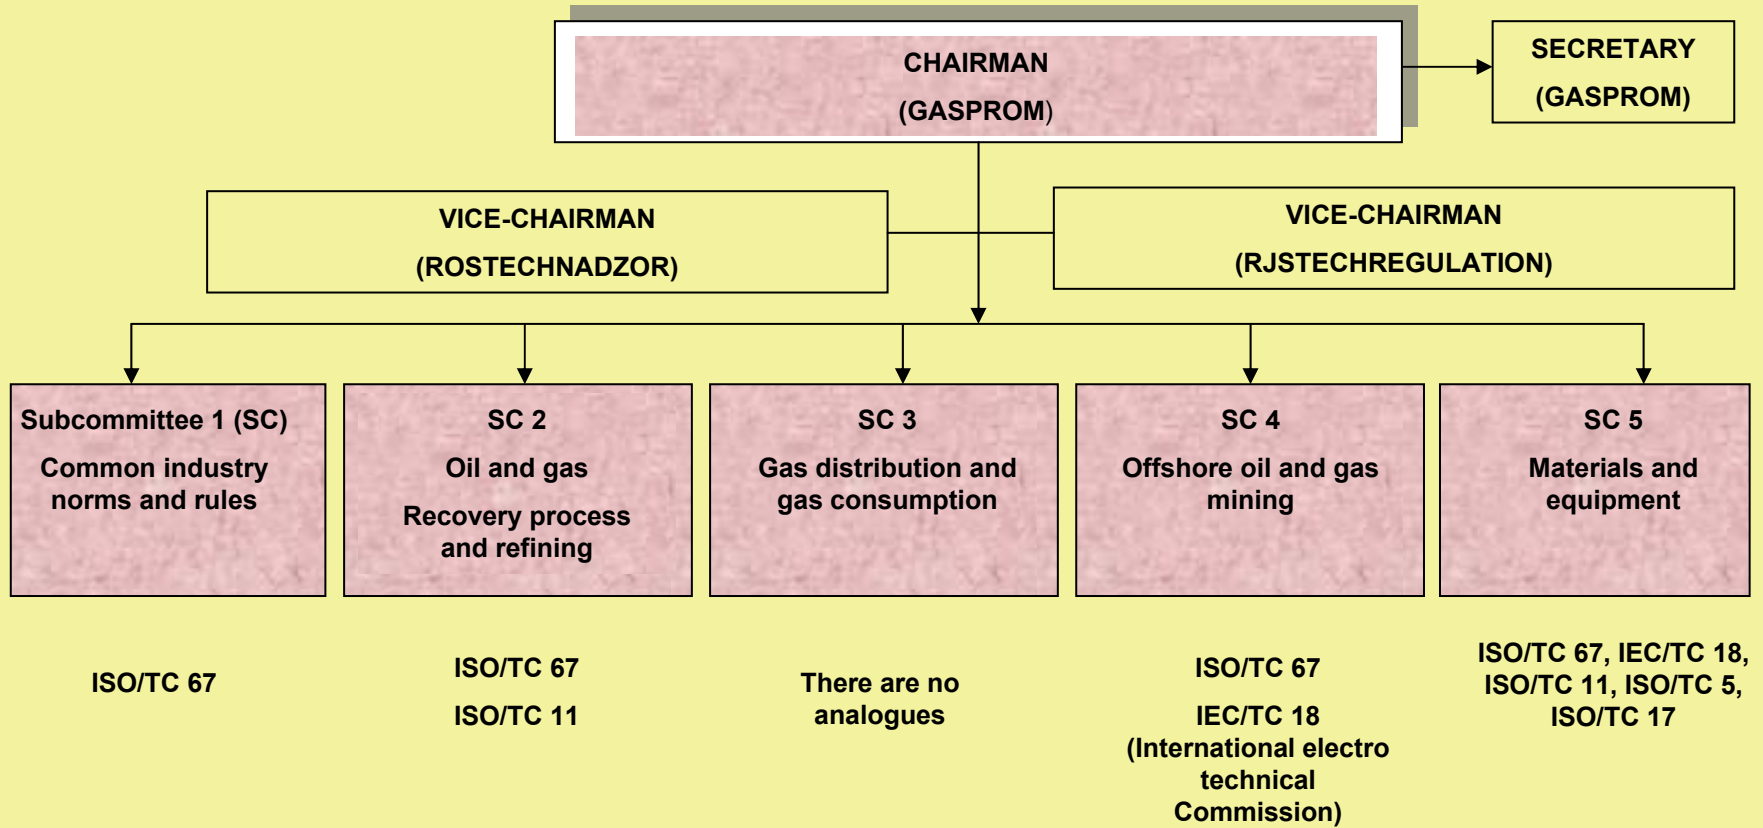 CHAIRMAN
(GASPROM)
SECRETARY
(GASPROM)
VICE-CHAIRMAN
(ROSTECHNADZOR)
VICE-CHAIRMAN
(RJSTECHREGULATION)
Subcommittee 1 (SC)
Common industry
norms and rules
SC 2
Oil and gas
Recovery process
and refining
SC 3
Gas distribution and
gas consumption
SC 4
Offshore oil and gas
mining
SC 5
Materials and
equipment
ISO/TC 67
ISO/TC 67
ISO/TC 11
There are no
analogues
ISO/TC 67
IEC/TC 18
(International electro
technical
Commission)
ISO/TC 67, IEC/TC 18,
ISO/TC 11, ISO/TC 5,
ISO/TC 17